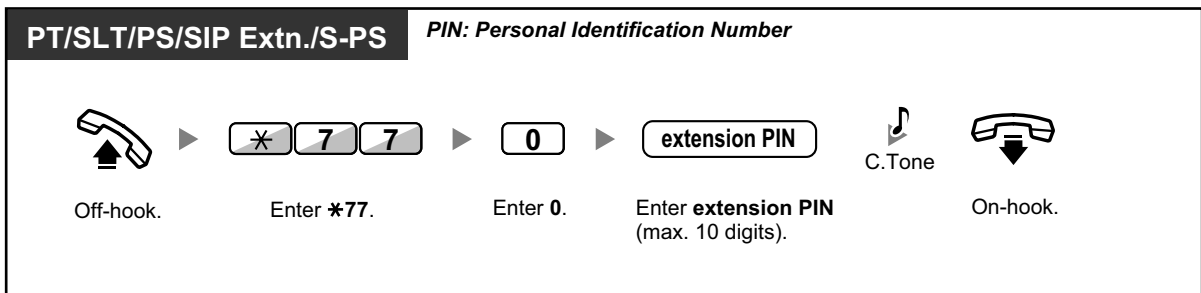 PT/SLT/PS/SIP Extn./S-PS
PIN: Personal Identification Number
✳ 7 7 0 extension PIN
C.Tone
Off-hook. Enter ✳77. Enter 0. Enter extension PIN On-hook.
(max. 10 digits).